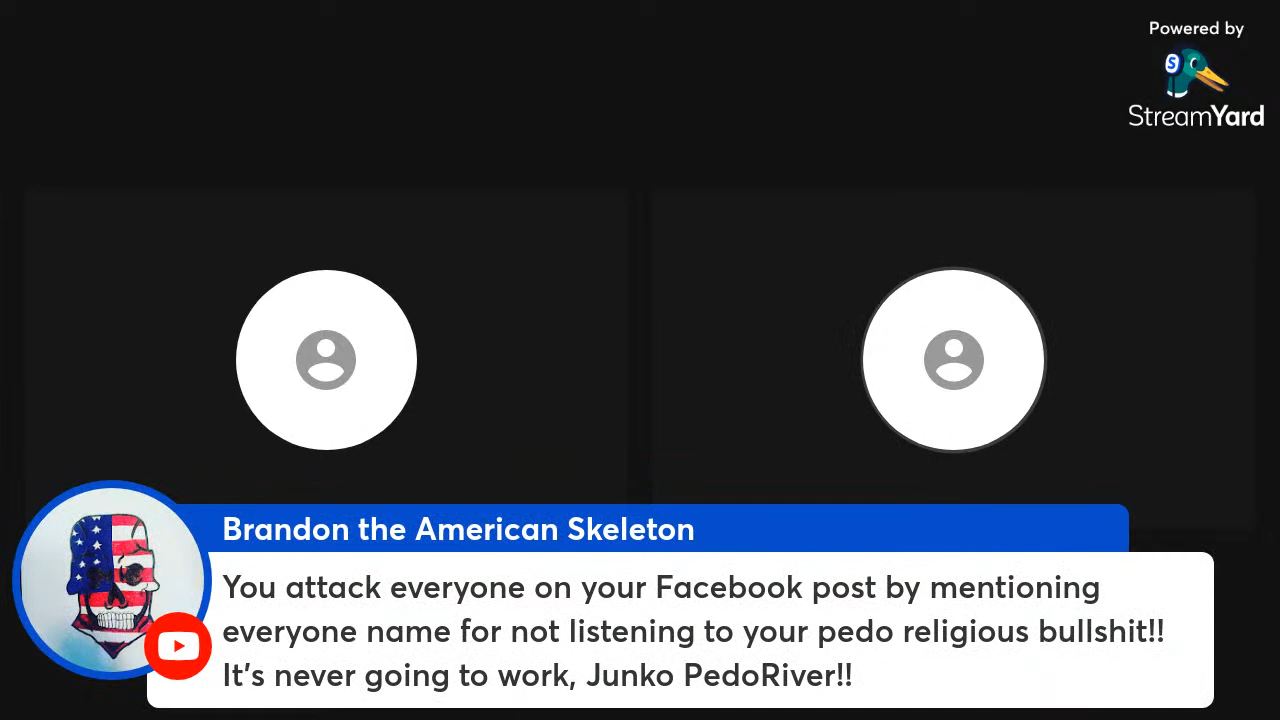 Powered by
S
StreamYard
Brandon the American Skeleton
You attack everyone on your Facebook post by mentioning
everyone name for not listening to your pedo religious bullshit!!
It's never going to work, Junko PedoRiver!!